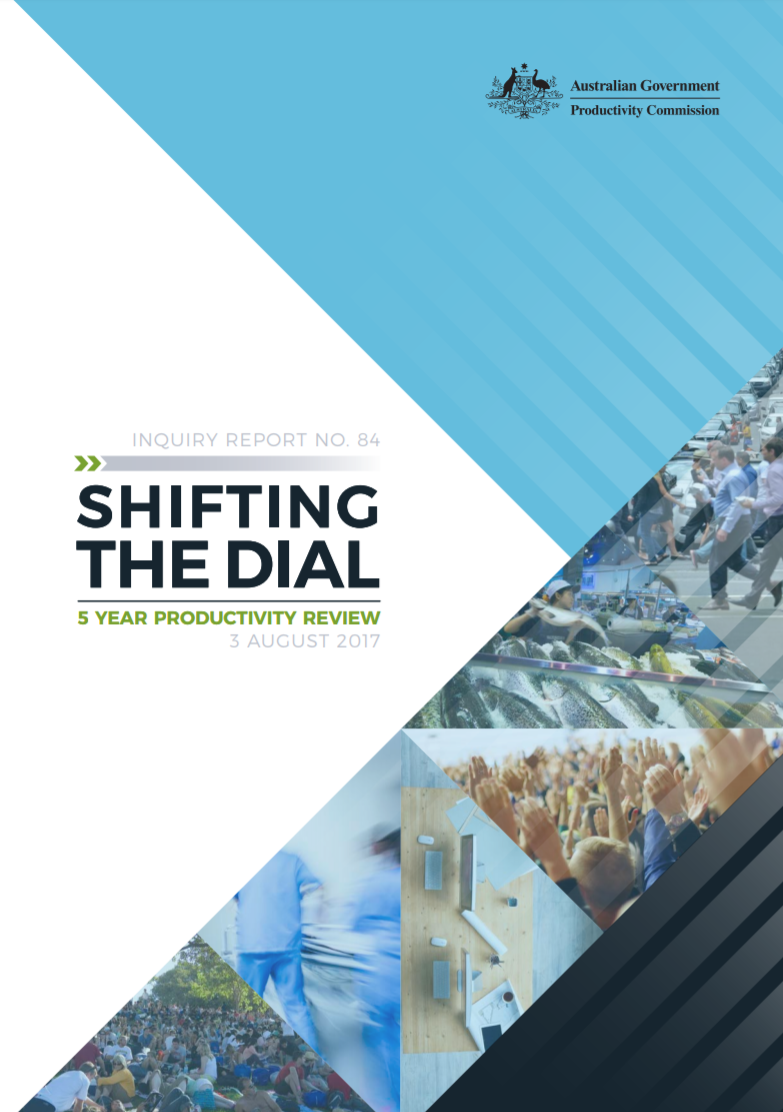 Australian Government
Productivity Commission
INQUIRY REPORT NO. 84
SHIFTING
THE DIAL
5 YEAR PRODUCTIVITY REVIEW
3 AUGUST 2017